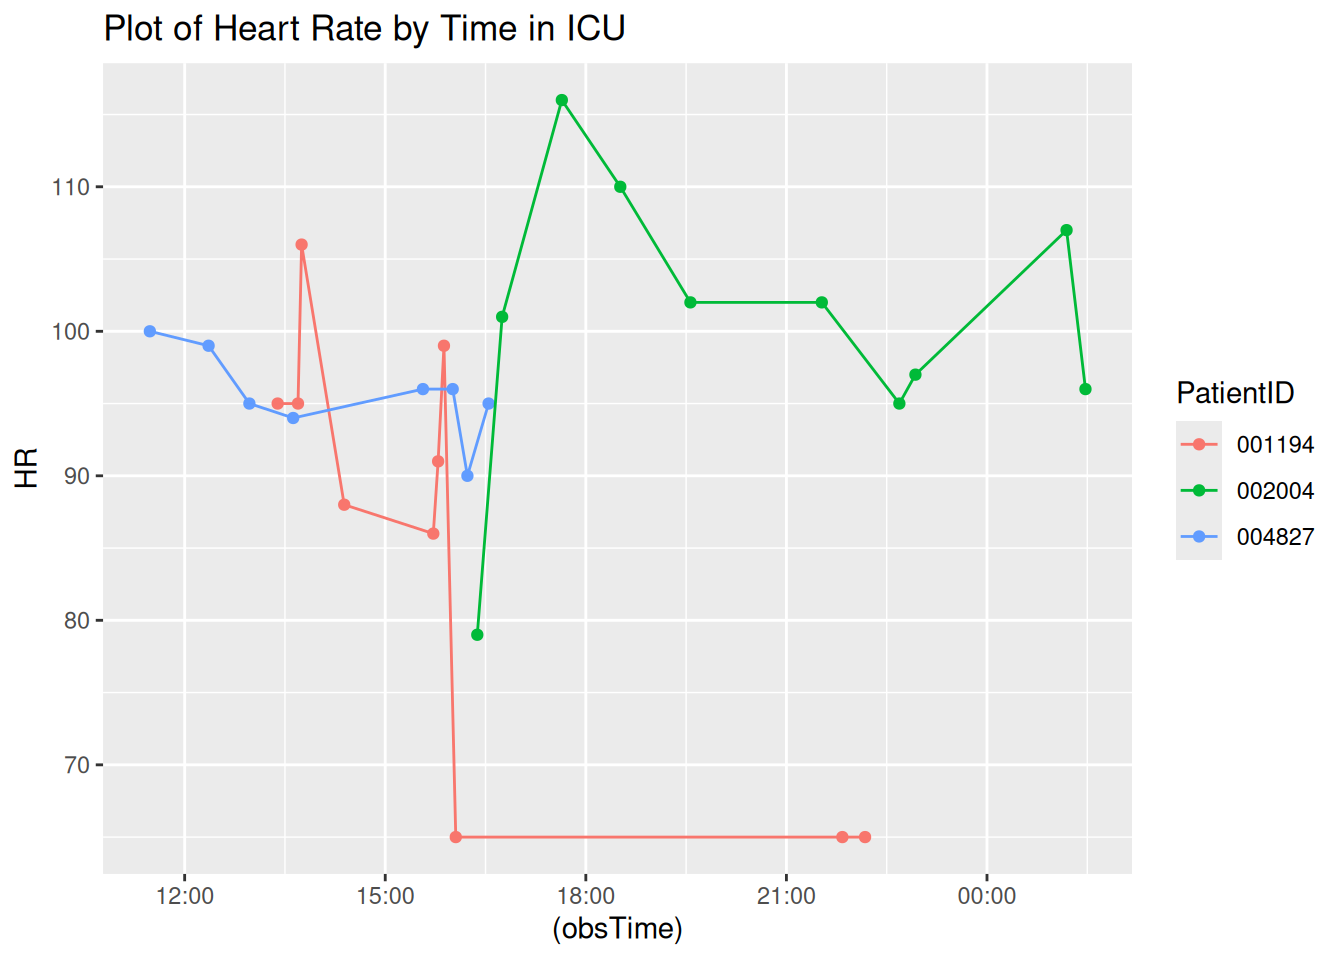 Plot of Heart Rate by Time in ICU
HR
110
100
90
80
70
12:00 15:00 18:00 21:00 00:00
(obsTime)
PatientID
001194
002004
004827